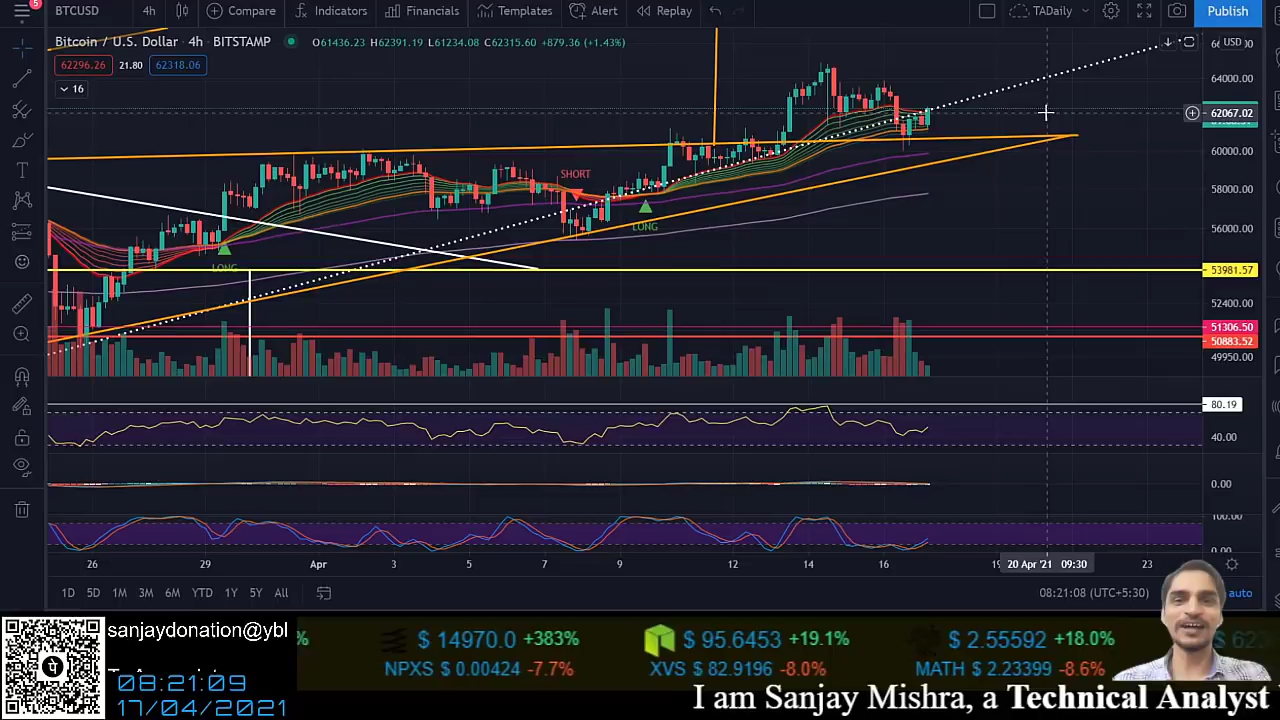 BTCUSD 4h Compare Indicators Financials Templates Alert Replay TADaily Publish
Bitcoin / U.S. Dollar · 4h · BITSTAMP O61436.23 H62391.19 L61234.08 C62315.60 +879.36 (+1.43%)
USD
62296.26 21.80 62318.06
16
64000.00
62067.02
60000.00
58000.00
56000.00
53981.57
52400.00
51306.50
50883.52
49950.00
SHORT
LONG
LONG
80.19
40.00
0.00
100.00
0.00
26 29 Apr 3 5 7 9 12 14 16 19 20 Apr '21 09:30 23
1D 5D 1M 3M 6M YTD 1Y 5Y All
08:21:08 (UTC+5:30)
auto
sanjaydonation@ybl
08:21:09
17/04/2021
$ 14970.0 +383%
NPXS $ 0.00424 -7.7%
$ 95.6453 +19.1%
XVS $ 82.9196 -8.0%
$ 2.55592 +18.0%
MATH $ 2.23399 -8.6%
I am Sanjay Mishra, a Technical Analyst